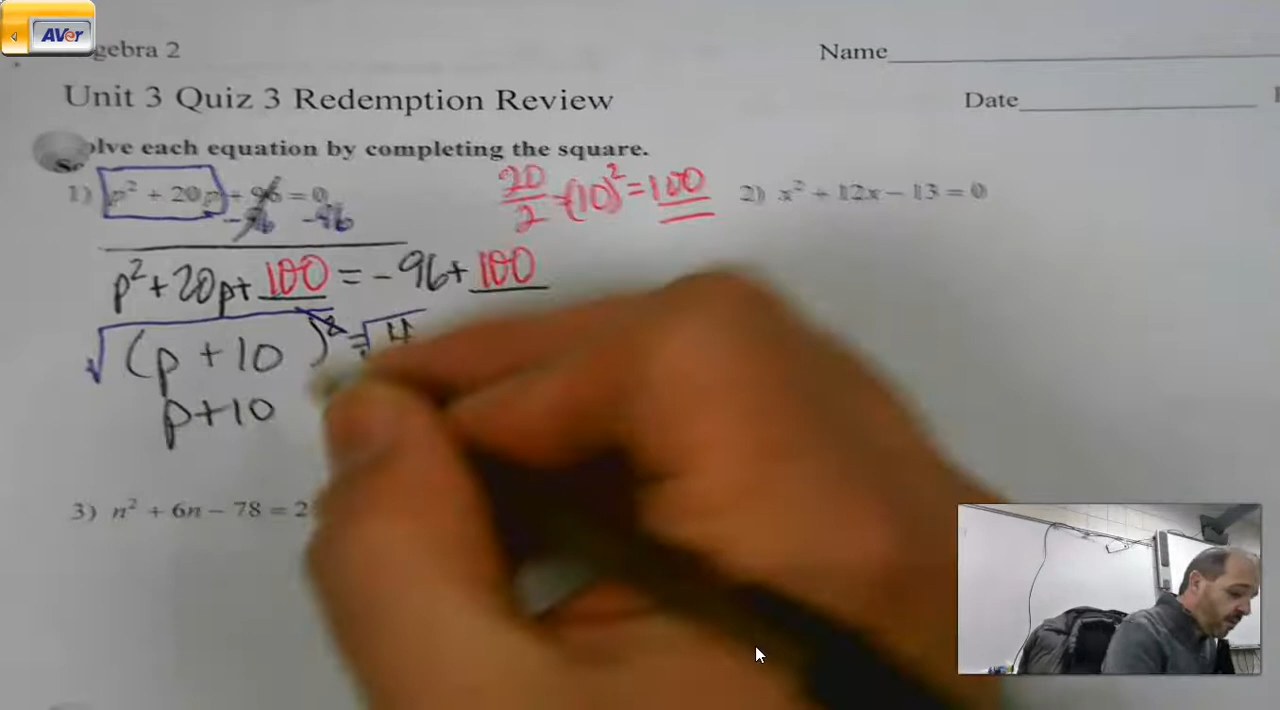 AVer
gebra 2
Name
Unit 3 Quiz 3 Redemption Review
Date
olve each equation by completing the square.
1) p² + 20p + 96 = 0
-96 -96
20/2 = (10)² = 100
2) x² + 12x − 13 = 0
p² + 20p + 100 = -96 + 100
√(p + 10)² = √4
p + 10
3) n² + 6n − 78 = 2